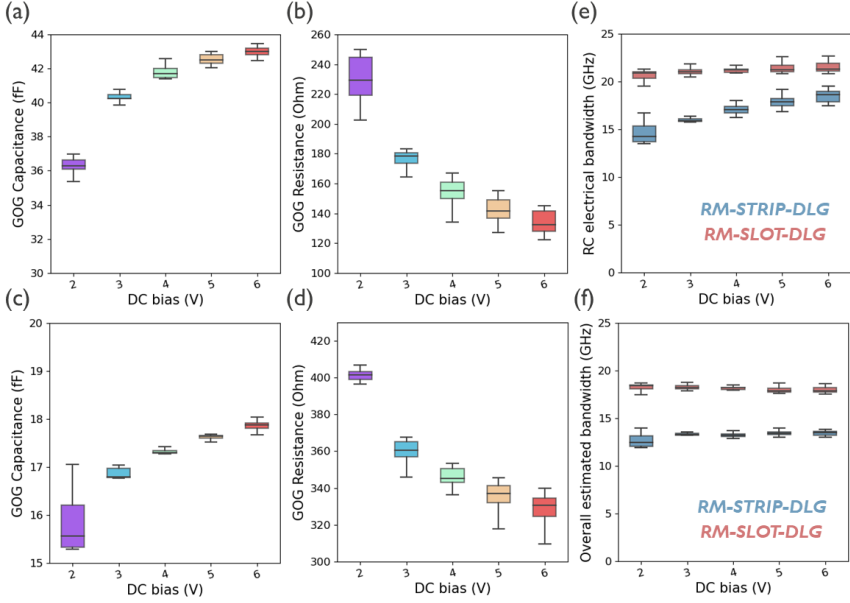 (a)
GOG Capacitance (fF)
44
42
40
38
36
34
32
30
2 3 4 5 6
DC bias (V)
(b)
GOG Resistance (Ohm)
260
240
220
200
180
160
140
120
100
2 3 4 5 6
DC bias (V)
(e)
RC electrical bandwidth (GHz)
25
20
15
10
5
0
RM-STRIP-DLG
RM-SLOT-DLG
2 3 4 5 6
DC bias (V)
(c)
GOG Capacitance (fF)
20
19
18
17
16
15
2 3 4 5 6
DC bias (V)
(d)
GOG Resistance (Ohm)
420
400
380
360
340
320
300
2 3 4 5 6
DC bias (V)
(f)
Overall estimated bandwidth (GHz)
25
20
15
10
5
0
RM-STRIP-DLG
RM-SLOT-DLG
2 3 4 5 6
DC bias (V)